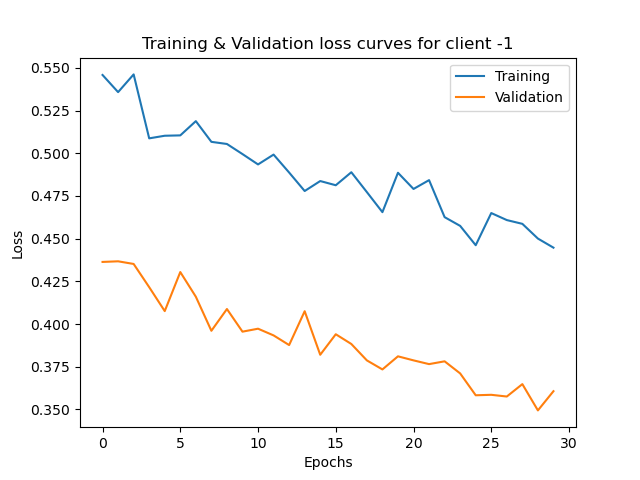 Training & Validation loss curves for client -1
Training
Validation
0.550
0.525
0.500
0.475
0.450
0.425
0.400
0.375
0.350
Loss
0 5 10 15 20 25 30
Epochs